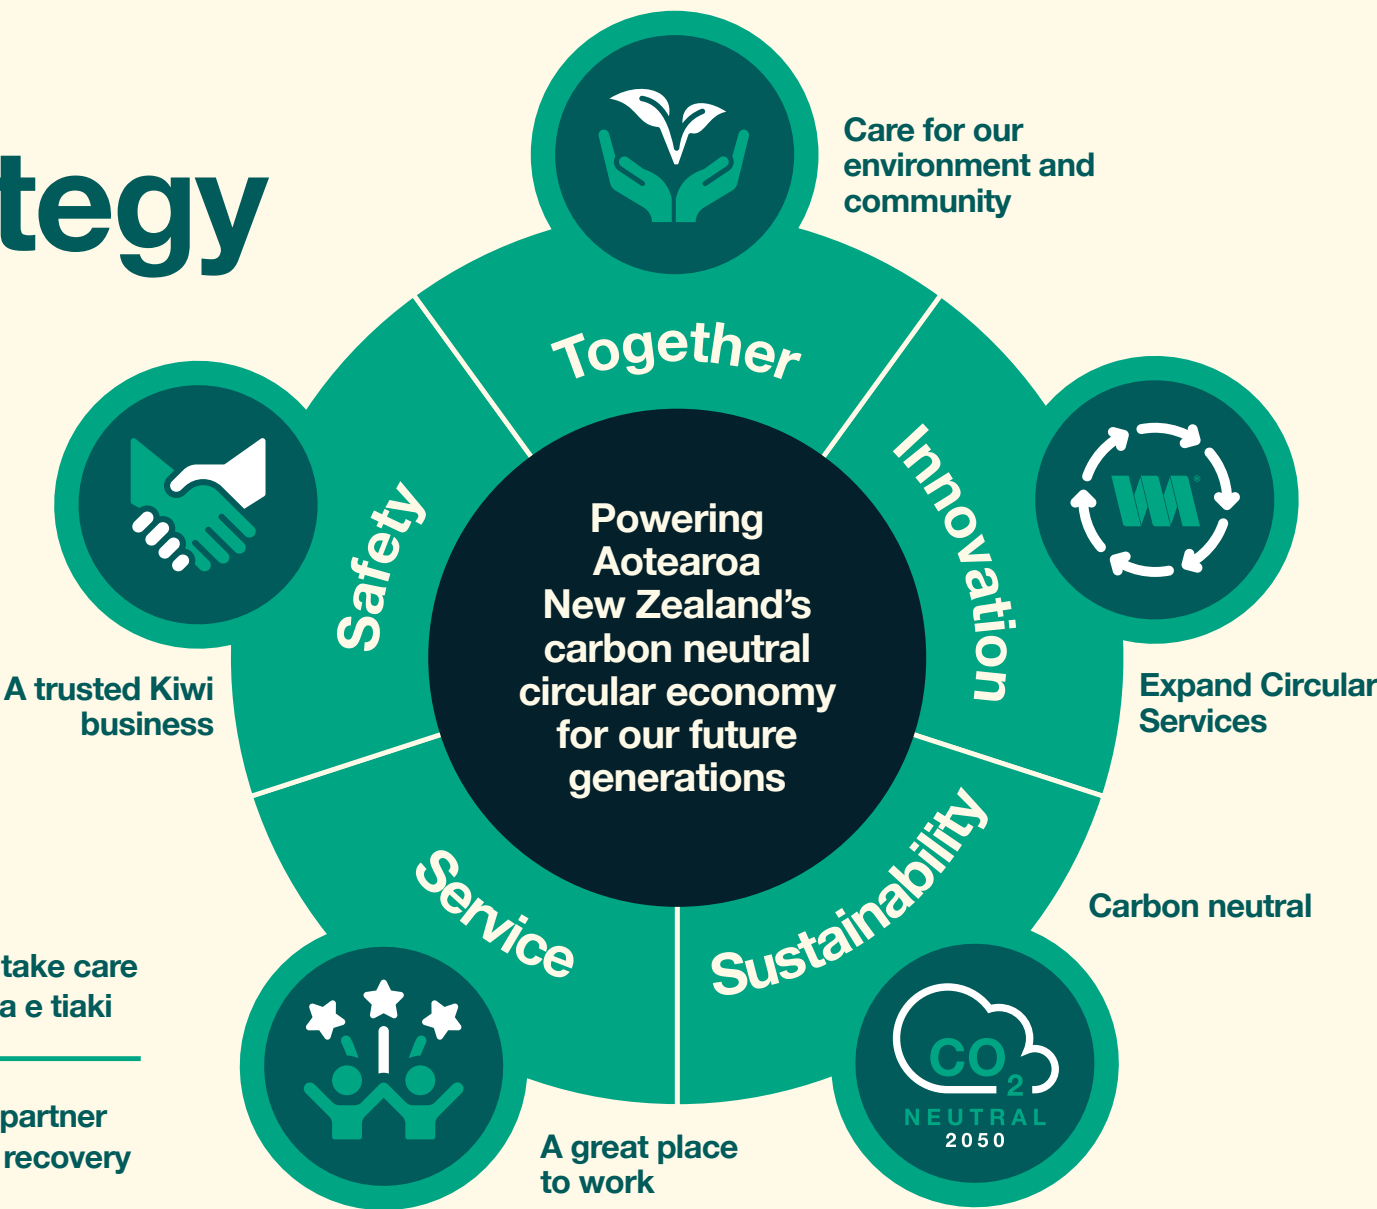 tegy
Care for our
environment and
community
Together
Innovation
Safety
Powering
Aotearoa
New Zealand’s
carbon neutral
circular economy
for our future
generations
A trusted Kiwi
business
Expand Circular
Services
Service
Sustainability
Carbon neutral
take care
a e tiaki
partner
recovery
CO2
NEUTRAL
2050
A great place
to work